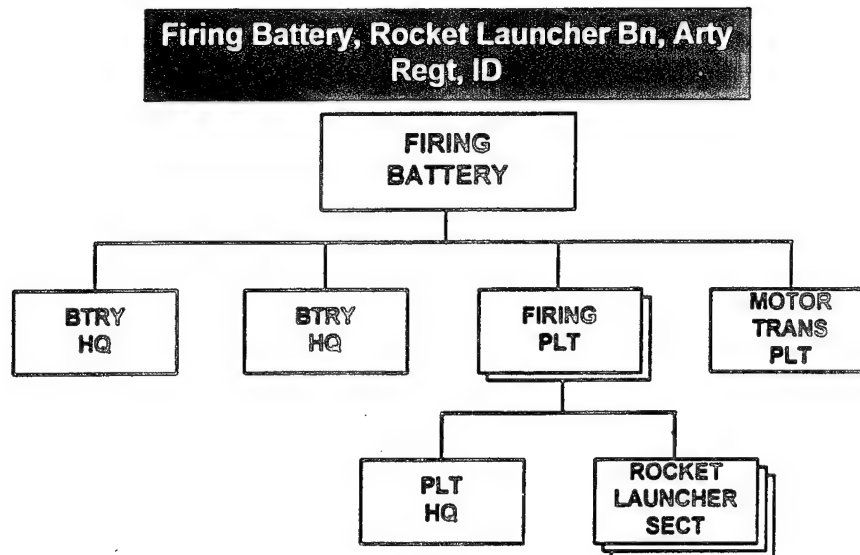 Firing Battery, Rocket Launcher Bn, Arty
Regt, ID
FIRING
BATTERY
BTRY
HQ
BTRY
HQ
FIRING
PLT
MOTOR
TRANS
PLT
PLT
HQ
ROCKET
LAUNCHER
SECT